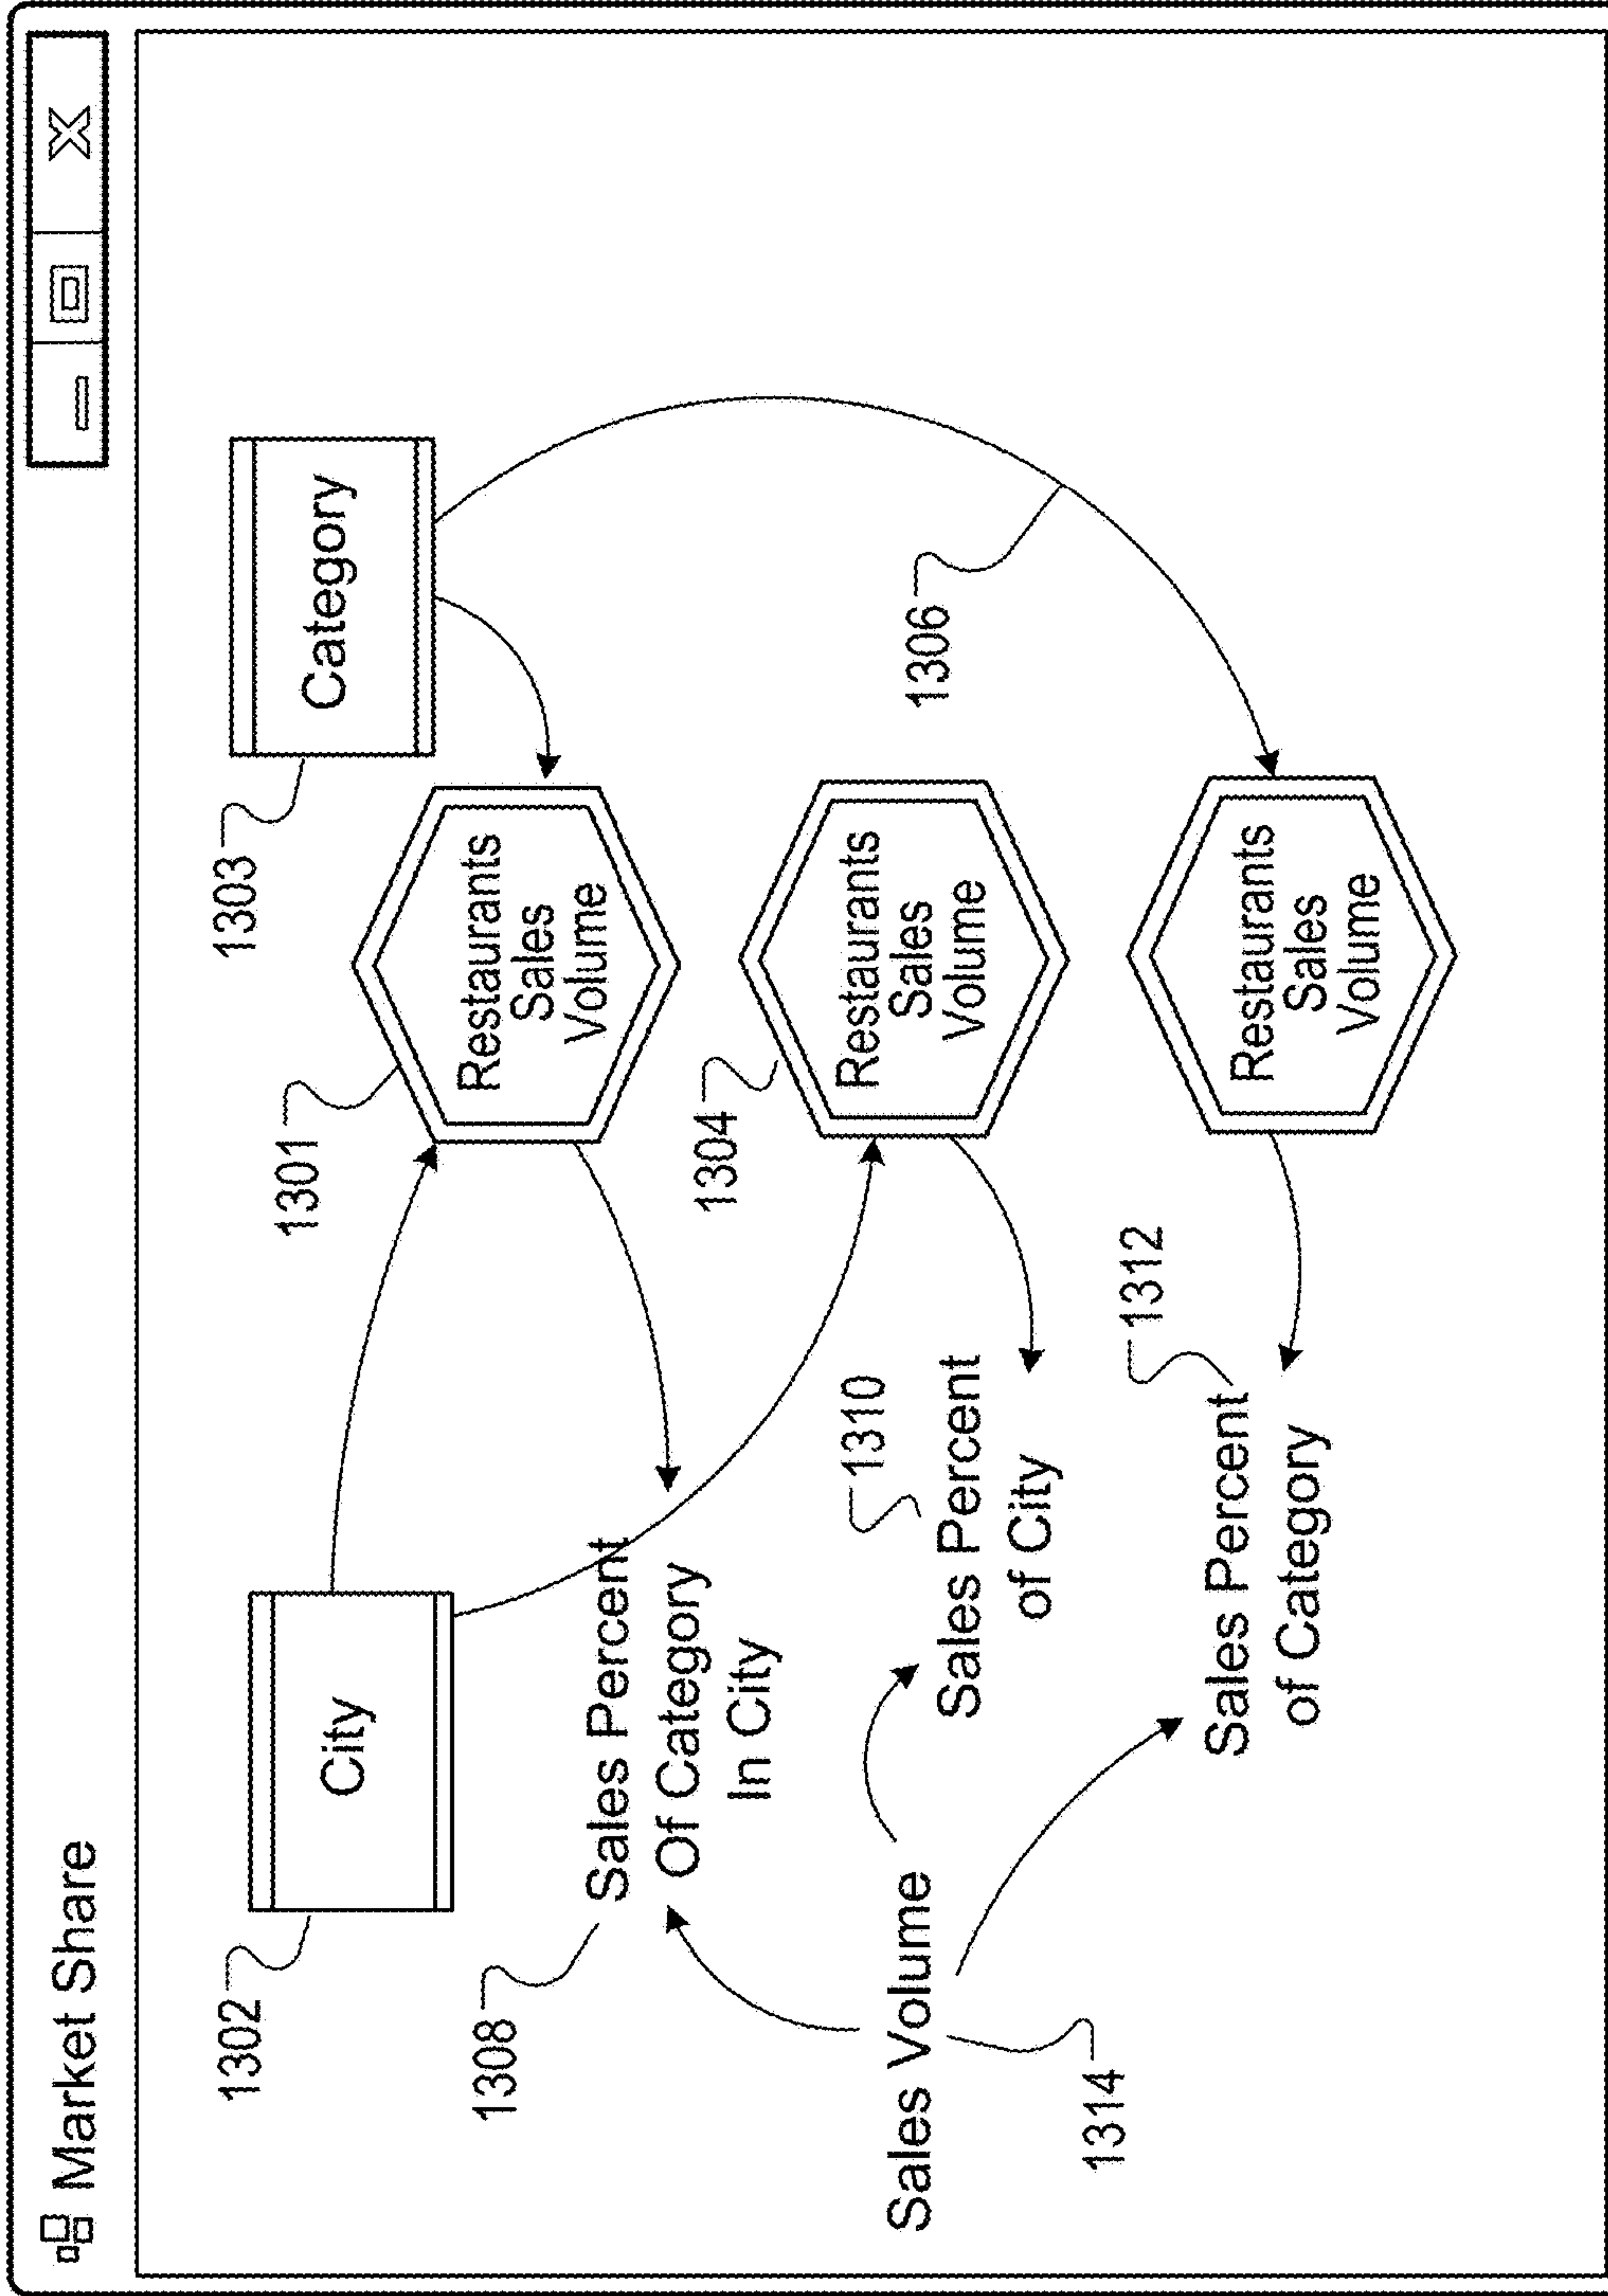 Market Share
1302
City
1303
Category
1301
Restaurants
Sales
Volume
1308
Sales Percent
Of Category
In City
1304
Restaurants
Sales
Volume
1306
1310
Sales Percent
of City
Sales Volume
1314
1312
Sales Percent
of Category
Restaurants
Sales
Volume